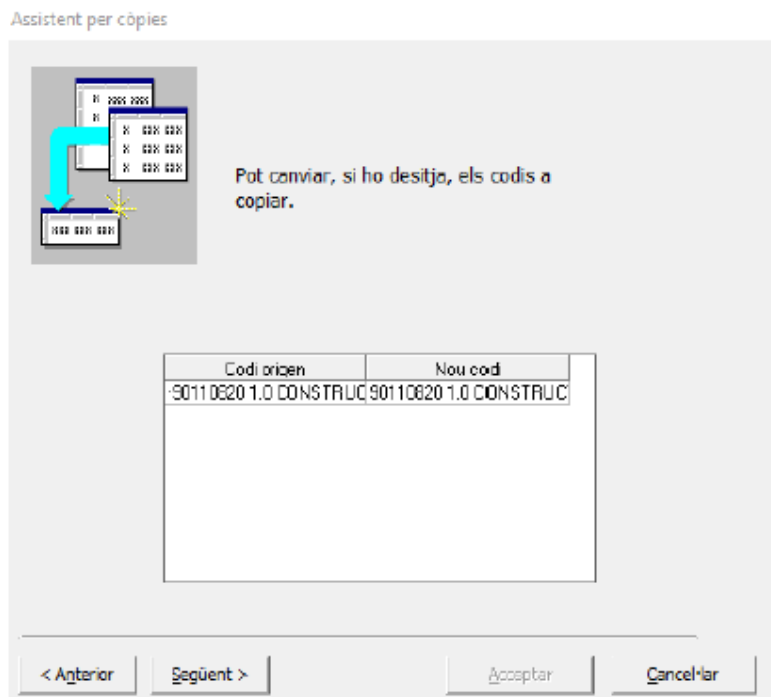 Assistent per còpies
Pot canviar, si ho desitja, els codis a
copiar.
Codi origen Nou codi
90110820 1.0 CONSTRUC 90110820 1.0 CONSTRUC
< Anterior Següent > Acceptar Cancel·lar